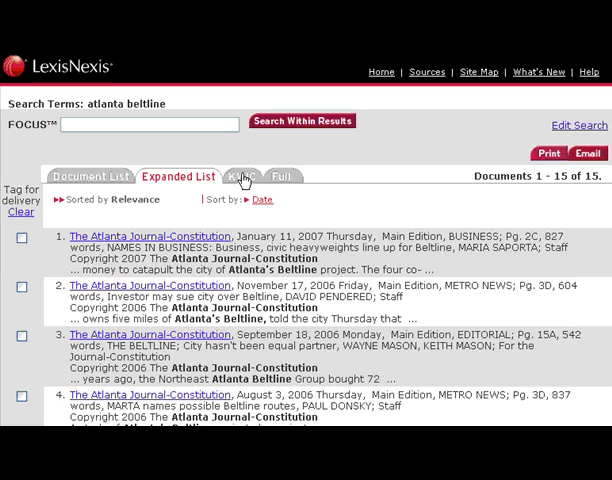 LexisNexis®
Home | Sources | Site Map | What's New | Help
Search Terms: atlanta beltline
FOCUS™ Search Within Results Edit Search
Print Email
Document List Expanded List Full Documents 1 - 15 of 15.
Tag for
delivery
Clear
Sorted by Relevance | Sort by: Date
1. The Atlanta Journal-Constitution, January 11, 2007 Thursday, Main Edition, BUSINESS; Pg. 2C, 827
words, NAMES IN BUSINESS: Business, civic heavyweights line up for Beltline, MARIA SAPORTA; Staff
Copyright 2007 The Atlanta Journal-Constitution
... money to catapult the city of Atlanta's Beltline project. The four co- ...
2. The Atlanta Journal-Constitution, November 17, 2006 Friday, Main Edition, METRO NEWS; Pg. 3D, 604
words, Investor may sue city over Beltline, DAVID PENDERED; Staff
Copyright 2006 The Atlanta Journal-Constitution
... owns five miles of Atlanta's Beltline, told the city Thursday that ...
3. The Atlanta Journal-Constitution, September 18, 2006 Monday, Main Edition, EDITORIAL; Pg. 15A, 542
words, THE BELTLINE; City hasn't been equal partner, WAYNE MASON, KEITH MASON; For the
Journal-Constitution
Copyright 2006 The Atlanta Journal-Constitution
... years ago, the Northeast Atlanta Beltline Group bought 72 ...
4. The Atlanta Journal-Constitution, August 3, 2006 Thursday, Main Edition, METRO NEWS; Pg. 3D, 837
words, MARTA names possible Beltline routes, PAUL DONSKY; Staff
Copyright 2006 The Atlanta Journal-Constitution